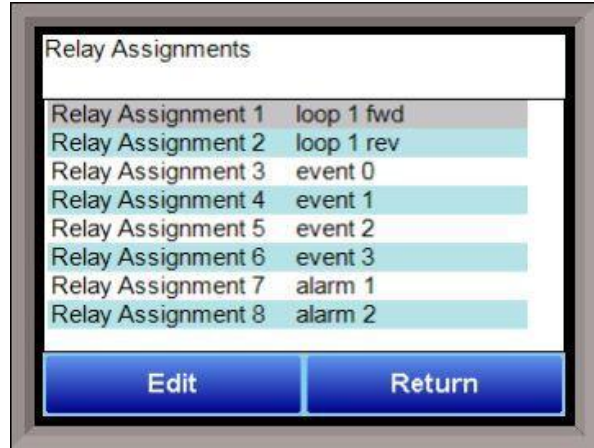 Relay Assignments
Relay Assignment 1 loop 1 fwd
Relay Assignment 2 loop 1 rev
Relay Assignment 3 event 0
Relay Assignment 4 event 1
Relay Assignment 5 event 2
Relay Assignment 6 event 3
Relay Assignment 7 alarm 1
Relay Assignment 8 alarm 2
Edit Return